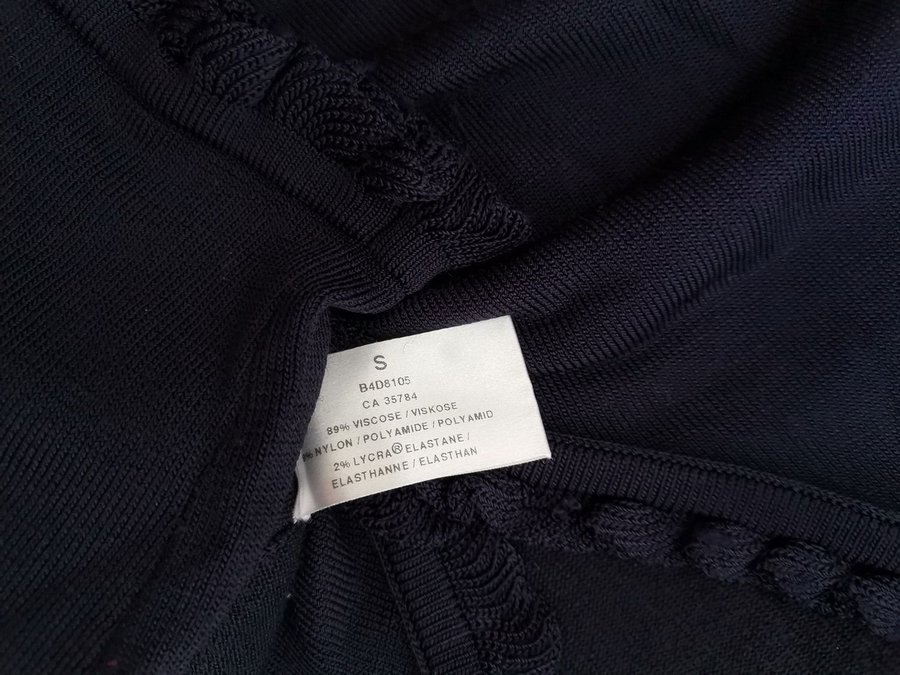 S
B4D8105
CA 35784
89% VISCOSE / VISKOSE
% NYLON / POLYAMIDE / POLYAMID
2% LYCRA® ELASTANE /
ELASTHANNE / ELASTHAN